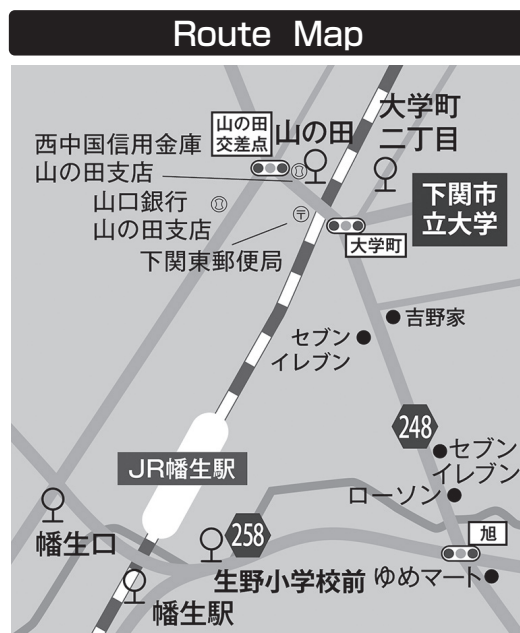 Route Map
大学町
二丁目
山の田
交差点
山の田
西中国信用金庫
山の田支店
山口銀行
山の田支店
下関東郵便局
下関市
立大学
大学町
吉野家
セブン
イレブン
248
セブン
イレブン
ローソン
JR幡生駅
258
旭
幡生口
生野小学校前
ゆめマート
幡生駅